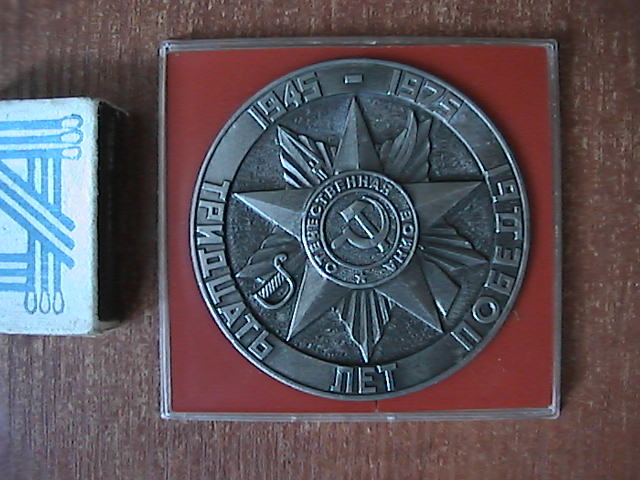 1945 - 1975
ТРИДЦАТЬ ЛЕТ ПОБЕДЫ
ОТЕЧЕСТВЕННАЯ ВОЙНА